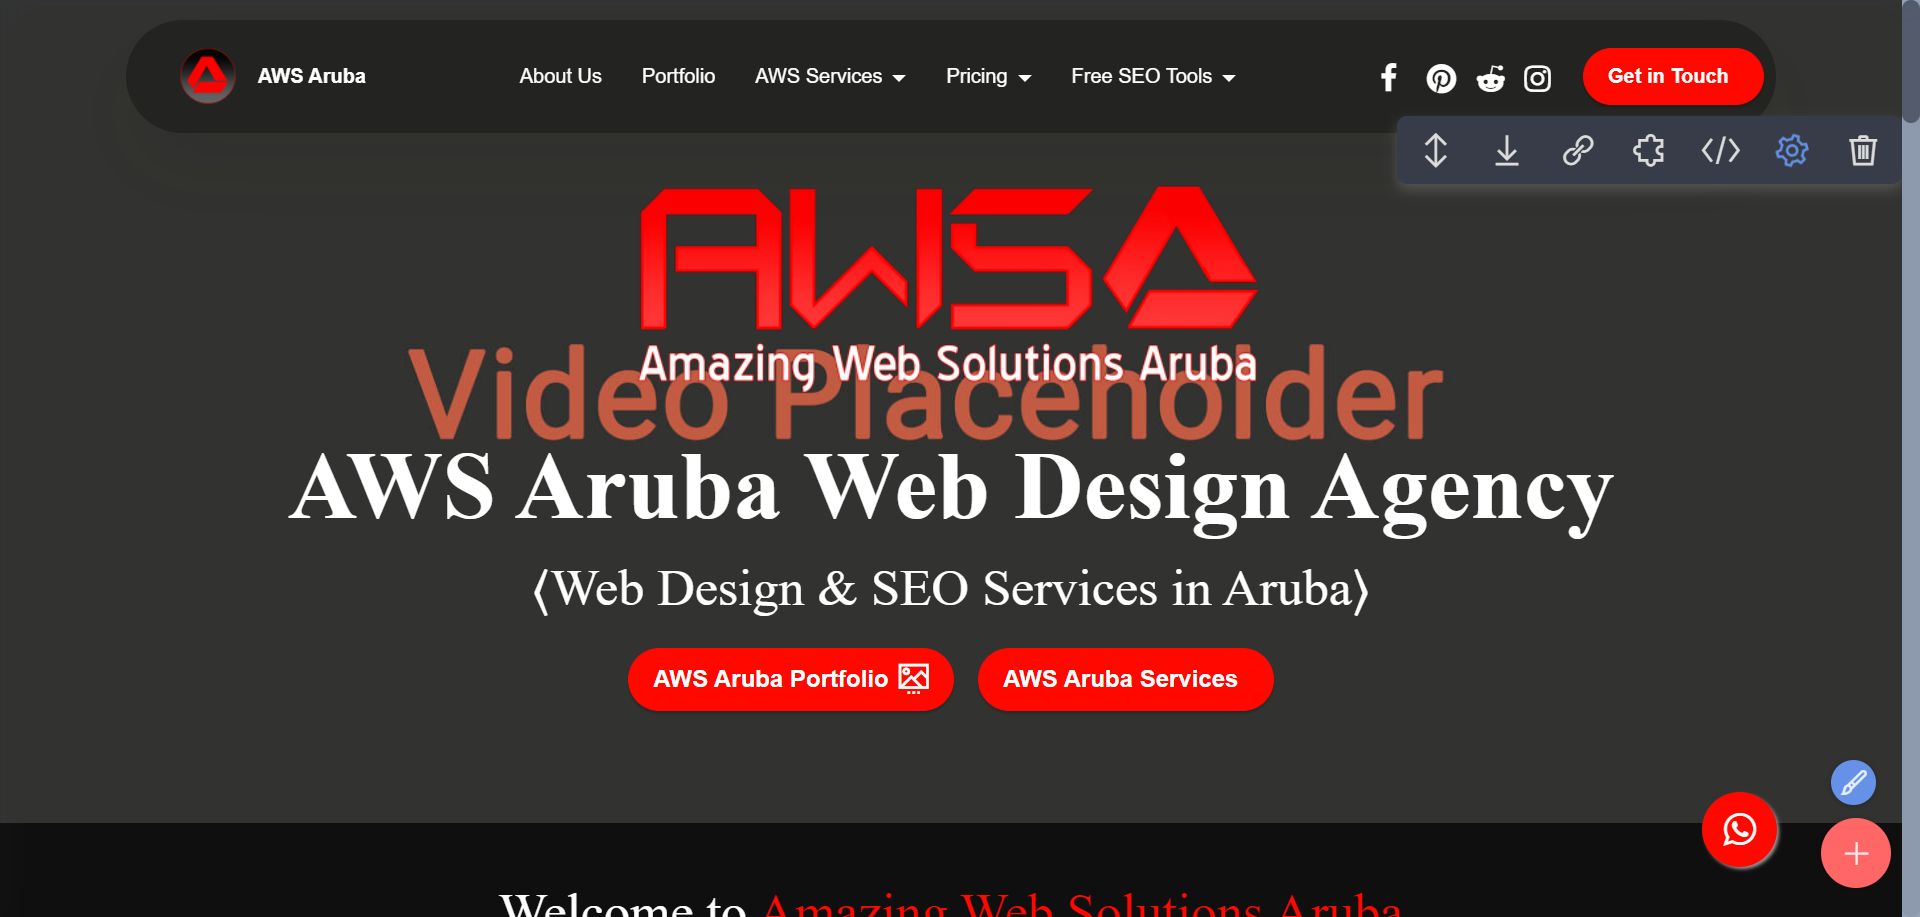 AWS Aruba
About Us
Portfolio
AWS Services
Pricing
Free SEO Tools
Get in Touch
AWSA
Amazing Web Solutions Aruba
Video Placeholder
AWS Aruba Web Design Agency
⟨Web Design & SEO Services in Aruba⟩
AWS Aruba Portfolio
AWS Aruba Services
Welcome to Amazing Web Solutions Aruba